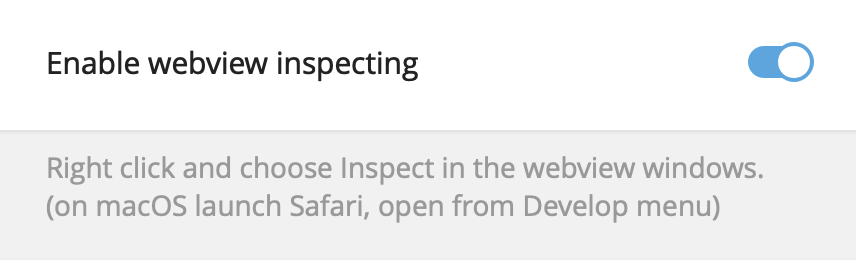 Enable webview inspecting
Right click and choose Inspect in the webview windows.
(on macOS launch Safari, open from Develop menu)